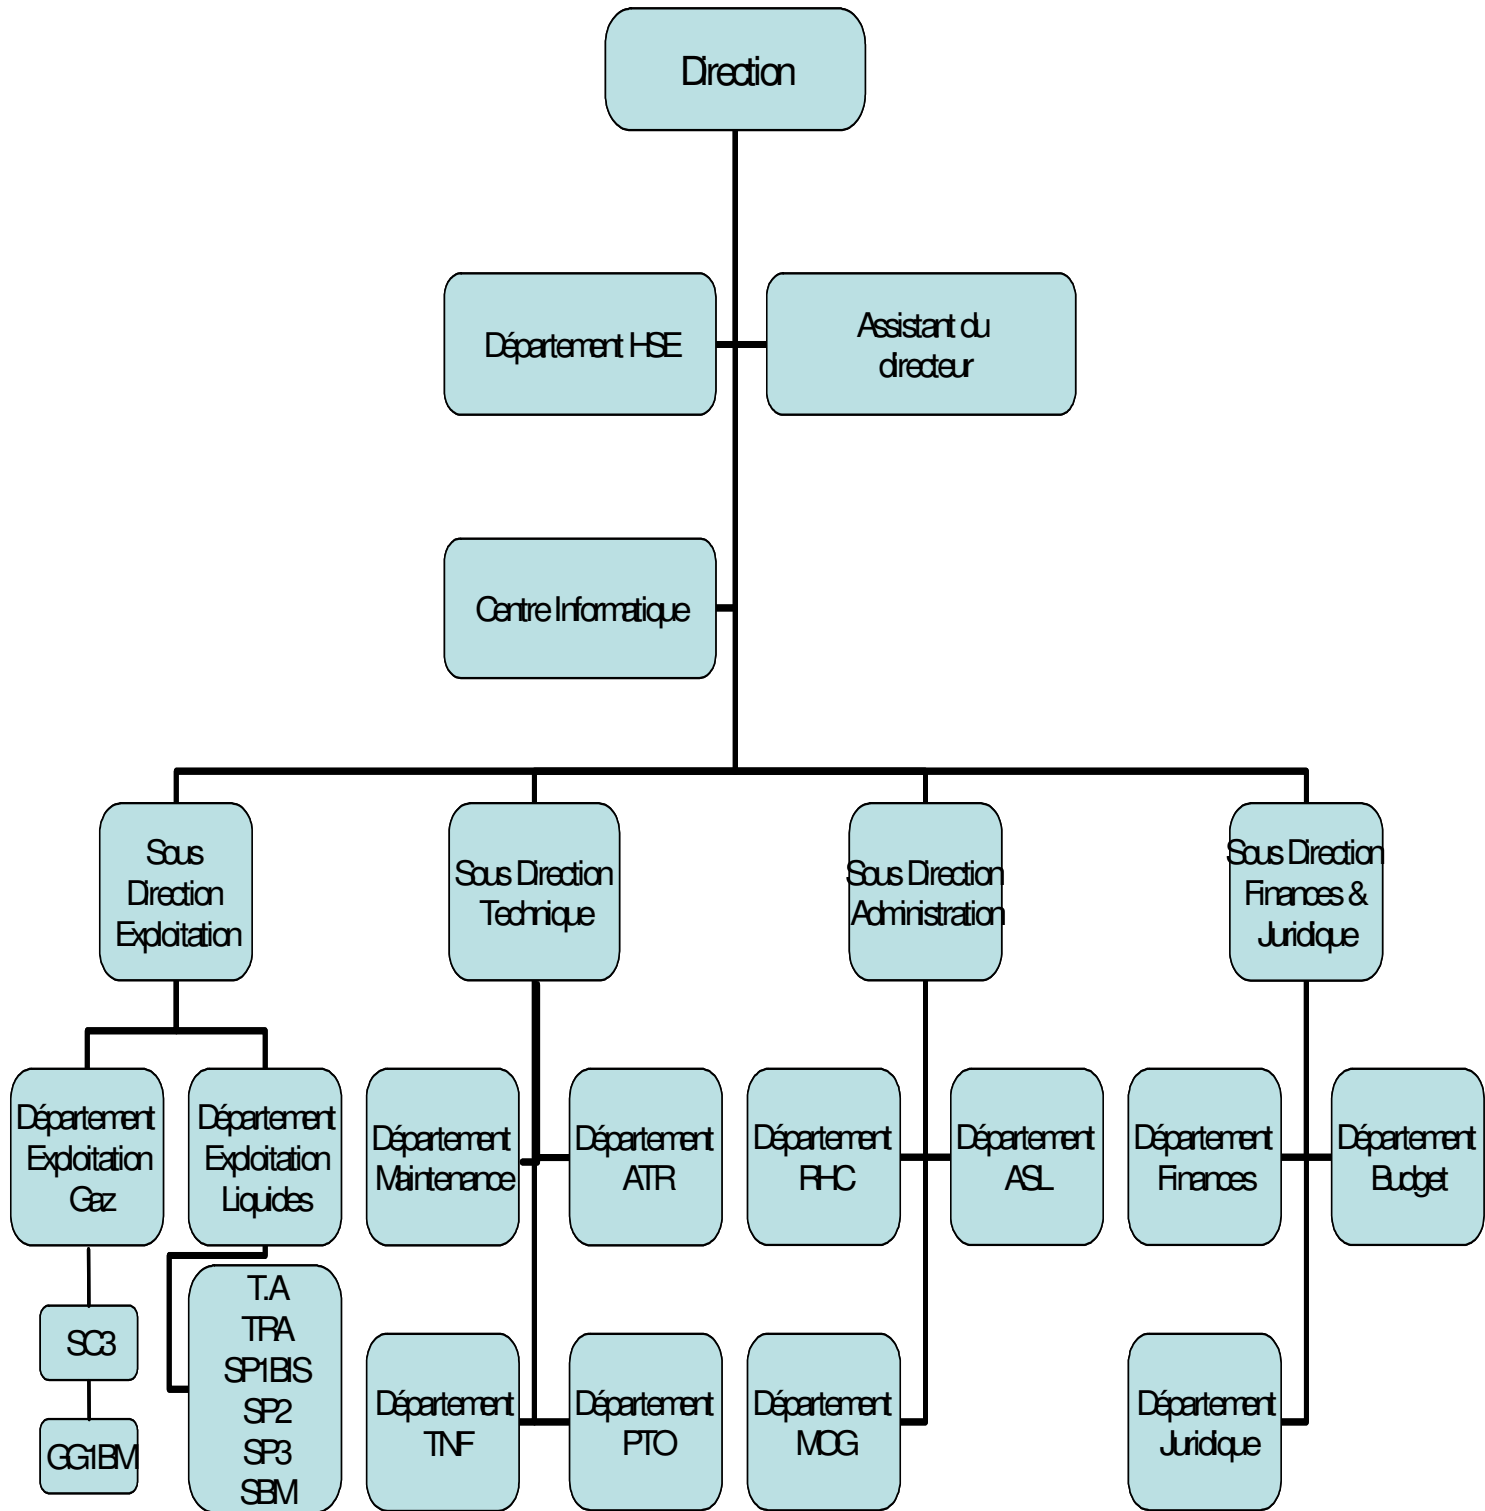 Direction
Département HSE
Assistant du
directeur
Centre Informatique
Sous
Direction
Exploitation
Sous Direction
Technique
Sous Direction
Administration
Sous Direction
Finances &
Juridique
Département
Exploitation
Gaz
Département
Exploitation
Liquides
Département
Maintenance
Département
ATR
Département
RHC
Département
ASL
Département
Finances
Département
Budget
SC3
GG1BM
T.A
TRA
SP1BIS
SP2
SP3
SBM
Département
TNF
Département
PTO
Département
MOG
Département
Juridique